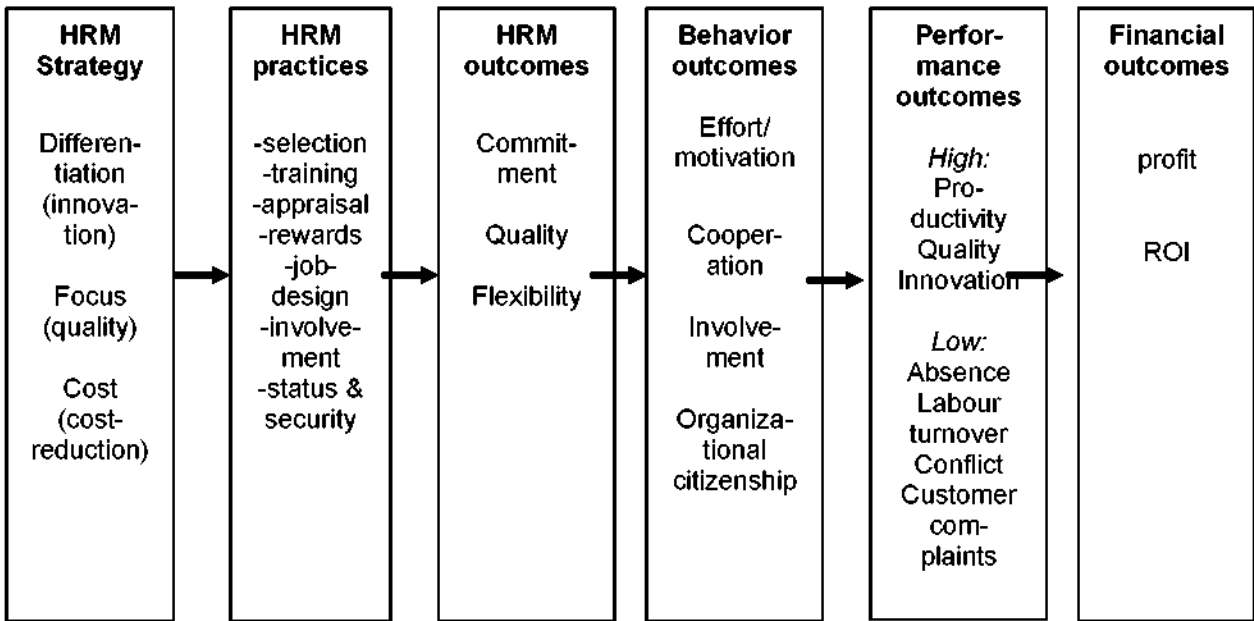 HRM
Strategy
Differen-
tiation
(innova-
tion)
Focus
(quality)
Cost
(cost-
reduction)
HRM
practices
-selection
-training
-appraisal
-rewards
-job-
design
-involve-
ment
-status &
security
HRM
outcomes
Commit-
ment
Quality
Flexibility
Behavior
outcomes
Effort/
motivation
Cooper-
ation
Involve-
ment
Organiza-
tional
citizenship
Perfor-
mance
outcomes
High:
Pro-
ductivity
Quality
Innovation
Low:
Absence
Labour
turnover
Conflict
Customer
com-
plaints
Financial
outcomes
profit
ROI